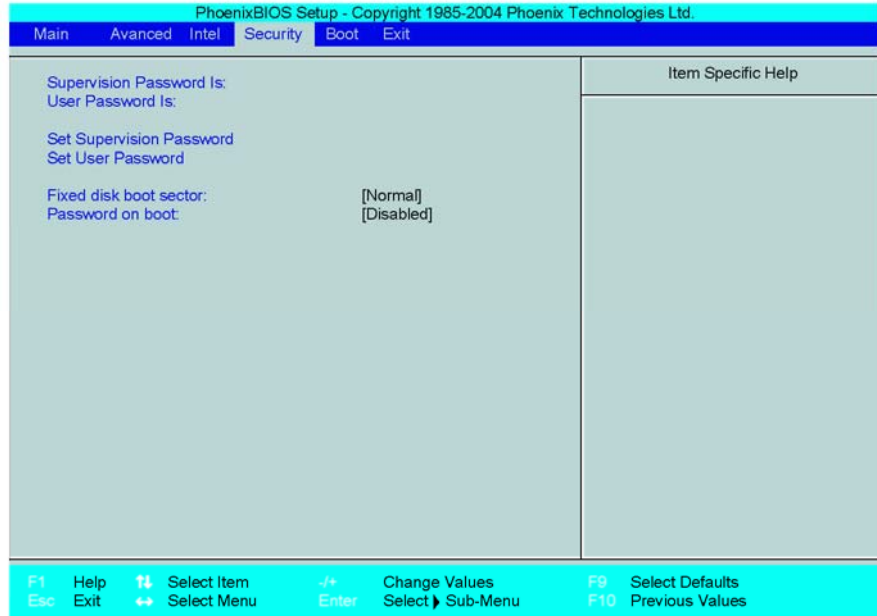 PhoenixBIOS Setup - Copyright 1985-2004 Phoenix Technologies Ltd.
Main Avanced Intel Security Boot Exit
Item Specific Help
Supervision Password Is:
User Password Is:
Set Supervision Password
Set User Password
Fixed disk boot sector: [Normal]
Password on boot: [Disabled]
F1 Help ↑↓ Select Item -/+ Change Values F9 Select Defaults
Esc Exit ↔ Select Menu Enter Select ▶ Sub-Menu F10 Previous Values